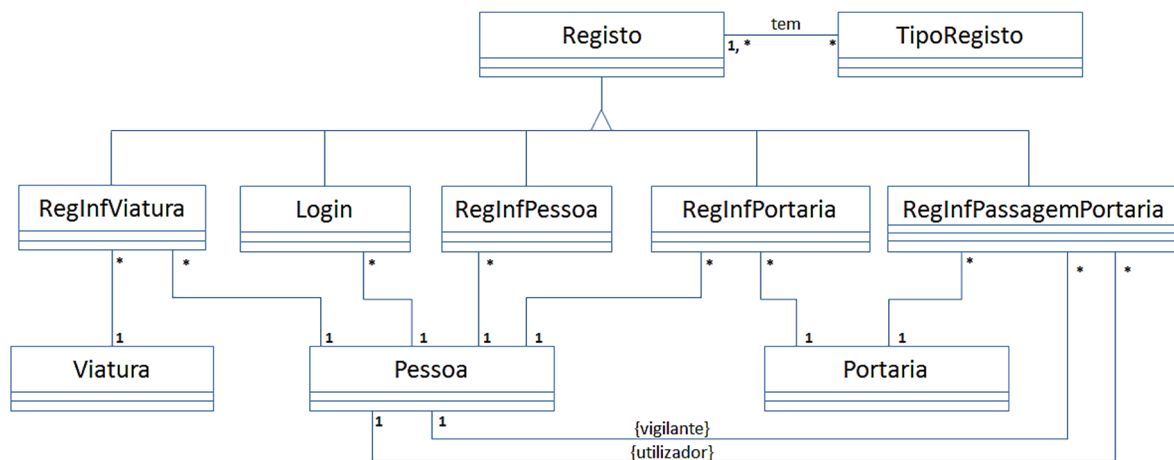 Registo
tem
TipoRegisto
1, *
*
RegInfViatura
Login
RegInfPessoa
RegInfPortaria
RegInfPassagemPortaria
* * * * * * * * *
1 1 1 1 1 1 1
Viatura
Pessoa
Portaria
1 1
{vigilante}
{utilizador}